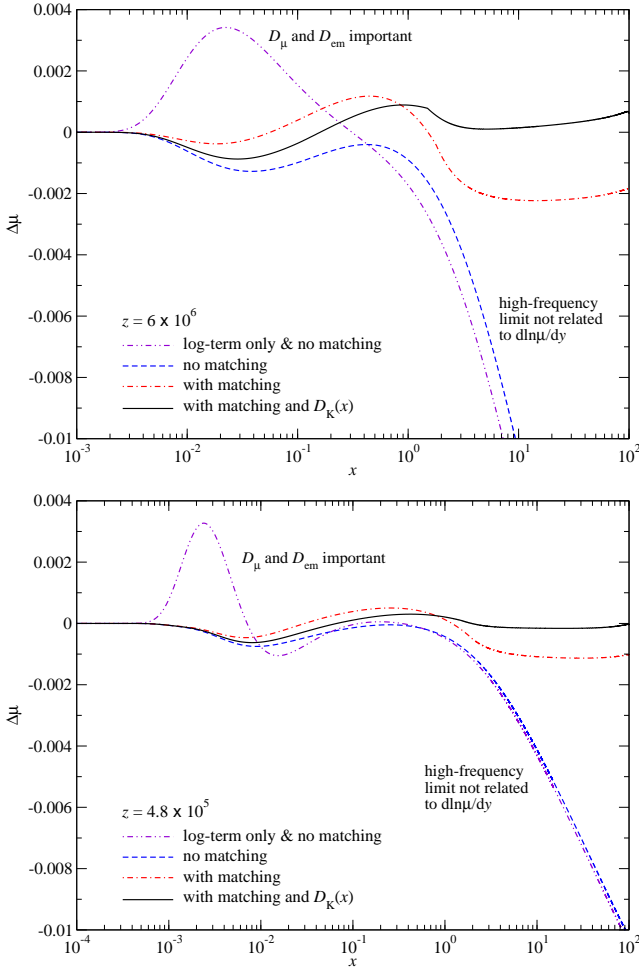 0.004
D_μ and D_em important
0.002
0
-0.002
Δμ
-0.004
high-frequency
limit not related
to dlnμ/dy
z = 6 x 10^6
-0.006
log-term only & no matching
no matching
-0.008
with matching
with matching and D_K(x)
-0.01
10^-3 10^-2 10^-1 10^0 10^1 10^2
x
0.004
D_μ and D_em important
0.002
0
-0.002
Δμ
-0.004
high-frequency
limit not related
to dlnμ/dy
z = 4.8 x 10^5
-0.006
log-term only & no matching
no matching
-0.008
with matching
with matching and D_K(x)
-0.01
10^-4 10^-3 10^-2 10^-1 10^0 10^1 10^2
x